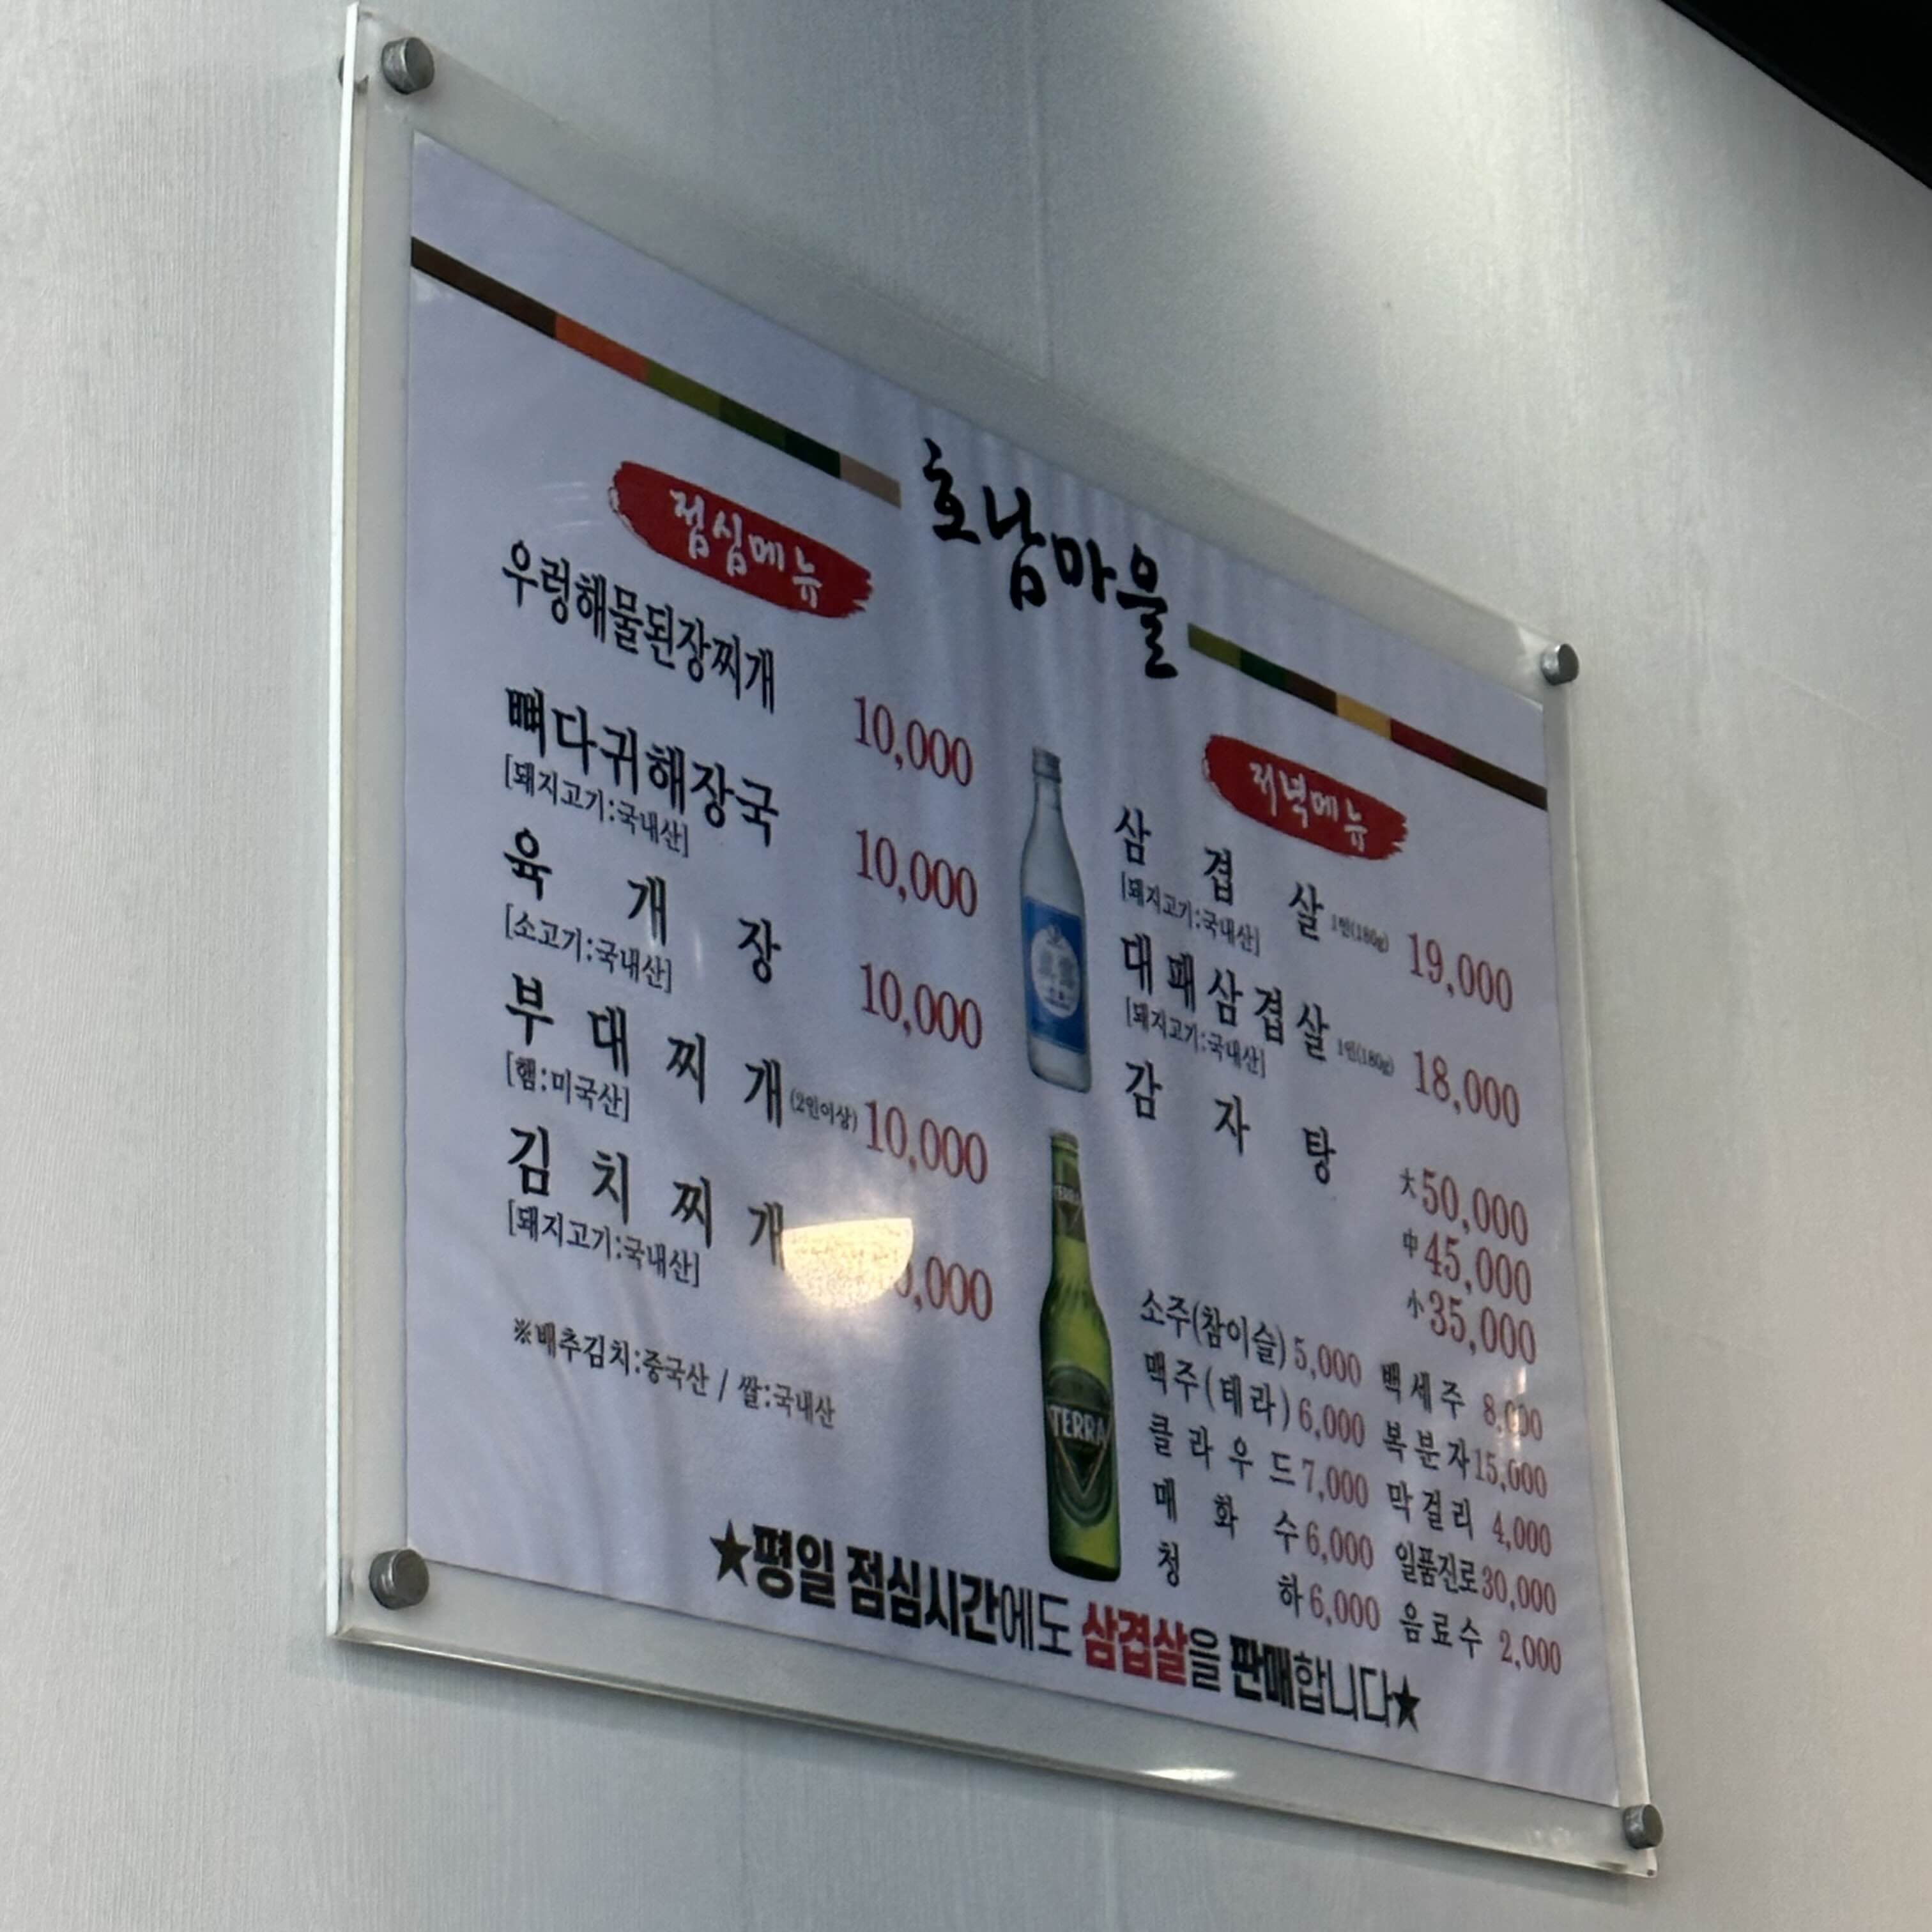 호남마을
점심메뉴
우렁해물된장찌개 10,000
뼈다귀해장국 10,000
[돼지고기:국내산]
육개장 10,000
[소고기:국내산]
부대찌개 (2인이상) 10,000
[햄:미국산]
김치찌개
[돼지고기:국내산]
※배추김치:중국산 / 쌀:국내산
저녁메뉴
삼겹살 1인(180g) 19,000
[돼지고기:국내산]
대패삼겹살 1인(180g) 18,000
[돼지고기:국내산]
감자탕 大50,000
中45,000
小35,000
소주(참이슬) 5,000 백세주 8,000
맥주(테라) 6,000 복분자 15,000
클라우드 7,000 막걸리 4,000
매화수 6,000 일품진로 30,000
청하 6,000 음료수 2,000
TERRA
★평일 점심시간에도 삼겹살을 판매합니다★